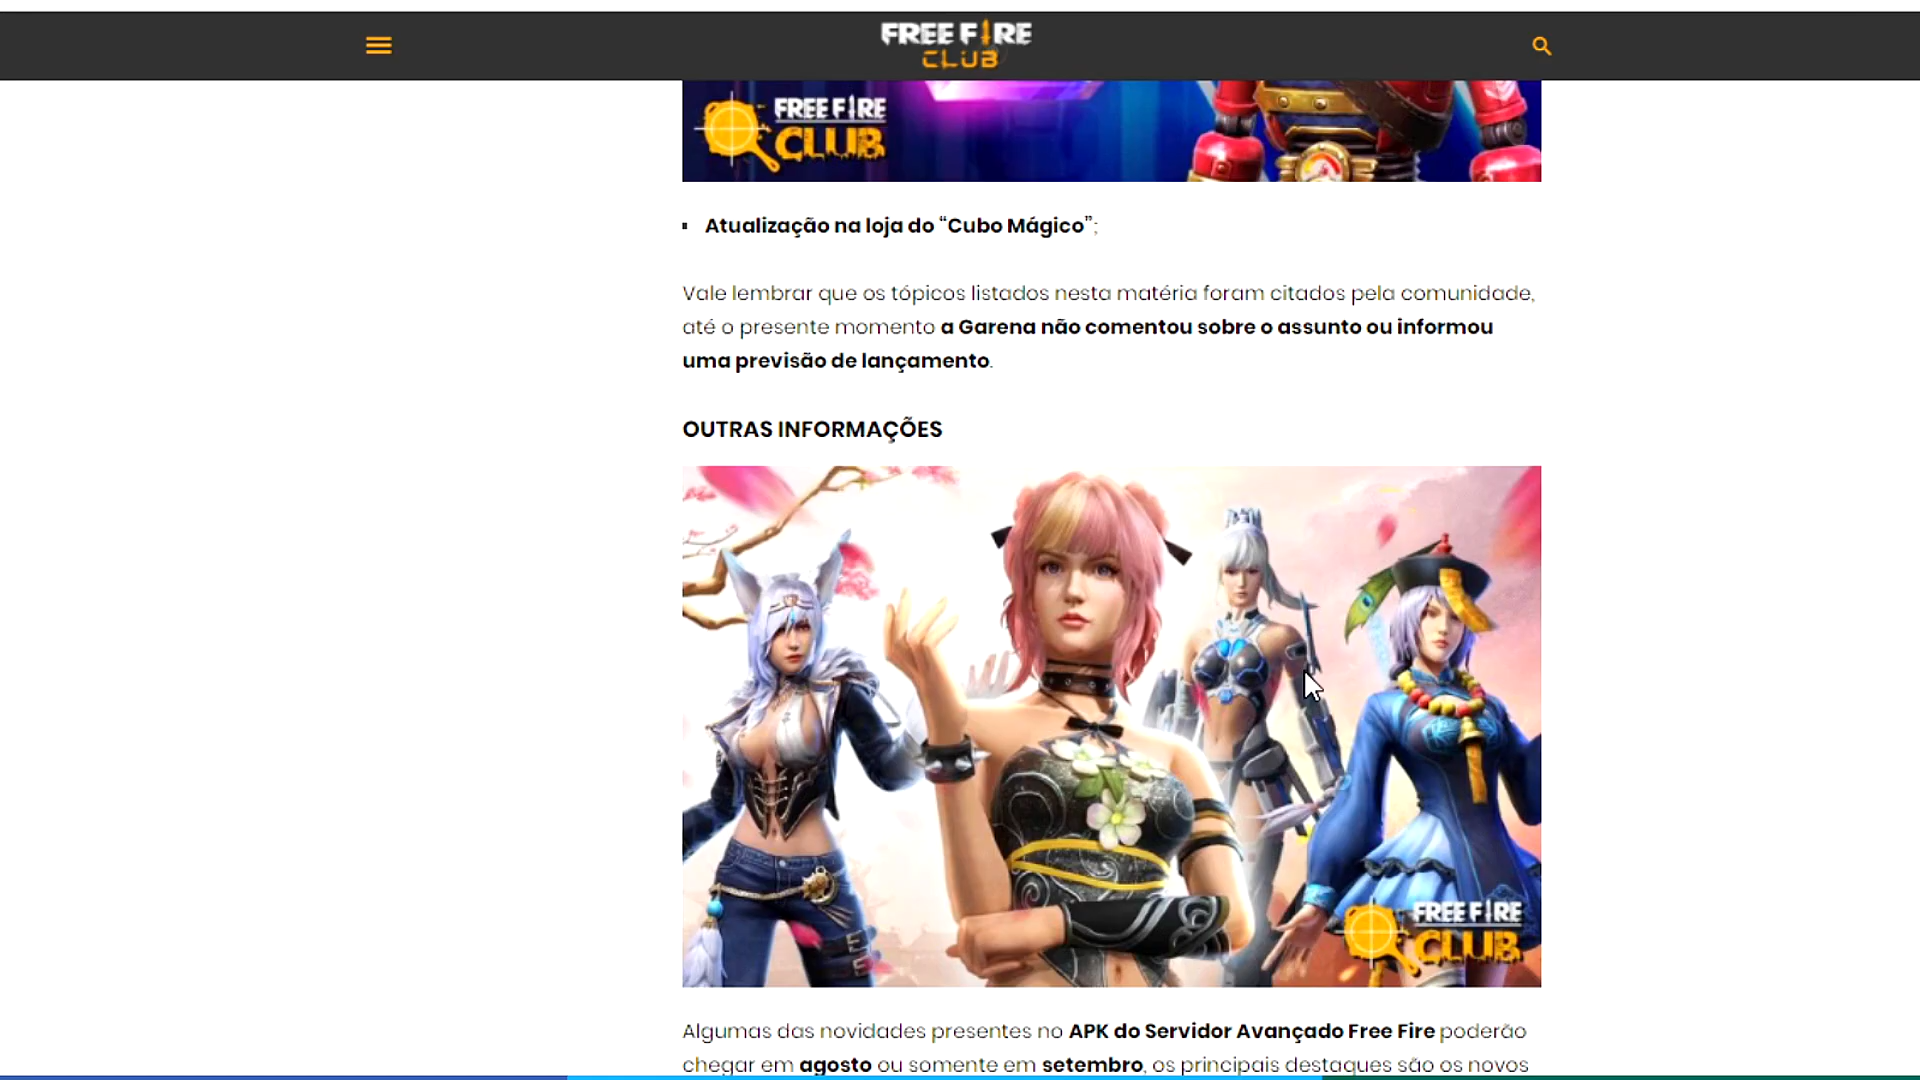 FREE FIRE
CLUB
FREE FIRE
CLUB
Atualização na loja do “Cubo Mágico”;
Vale lembrar que os tópicos listados nesta matéria foram citados pela comunidade,
até o presente momento a Garena não comentou sobre o assunto ou informou
uma previsão de lançamento.
OUTRAS INFORMAÇÕES
FREE FIRE
CLUB
Algumas das novidades presentes no APK do Servidor Avançado Free Fire poderão
chegar em agosto ou somente em setembro, os principais destaques são os novos